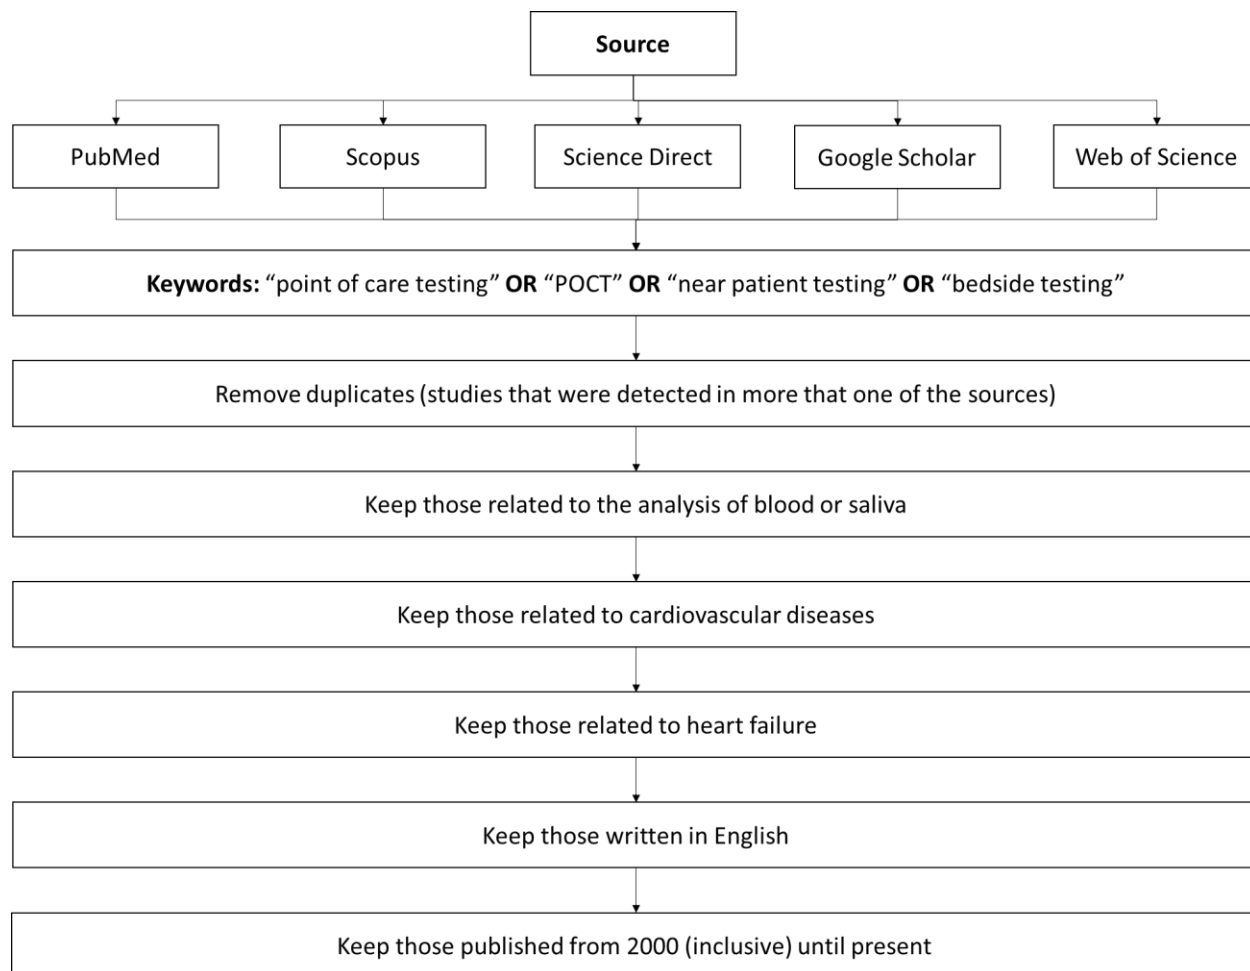 Source
PubMed
Scopus
Science Direct
Google Scholar
Web of Science
Keywords: “point of care testing” OR “POCT” OR “near patient testing” OR “bedside testing”
Remove duplicates (studies that were detected in more that one of the sources)
Keep those related to the analysis of blood or saliva
Keep those related to cardiovascular diseases
Keep those related to heart failure
Keep those written in English
Keep those published from 2000 (inclusive) until present